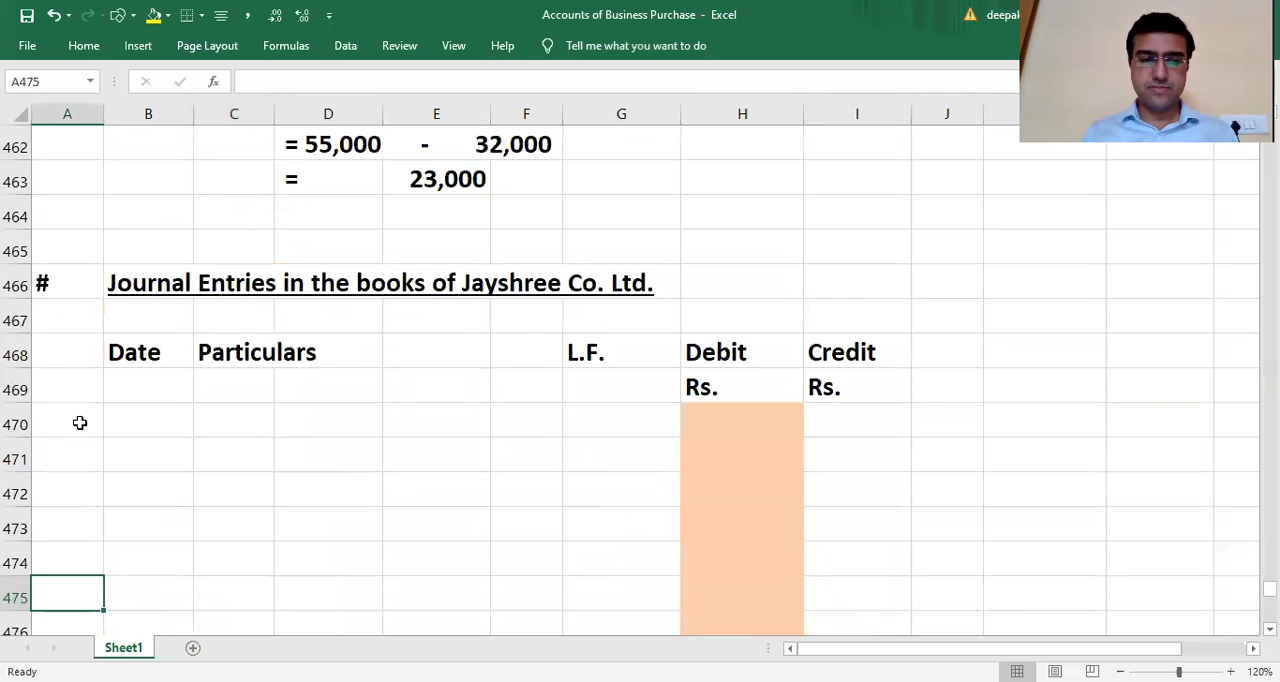 Accounts of Business Purchase - Excel
deepak
File Home Insert Page Layout Formulas Data Review View Help Tell me what you want to do
A475 fx
A B C D E F G H I J
462 = 55,000 - 32,000
463 = 23,000
464
465
466 # Journal Entries in the books of Jayshree Co. Ltd.
467
468 Date Particulars L.F. Debit Credit
469 Rs. Rs.
470
471
472
473
474
475
476
Sheet1
Ready 120%